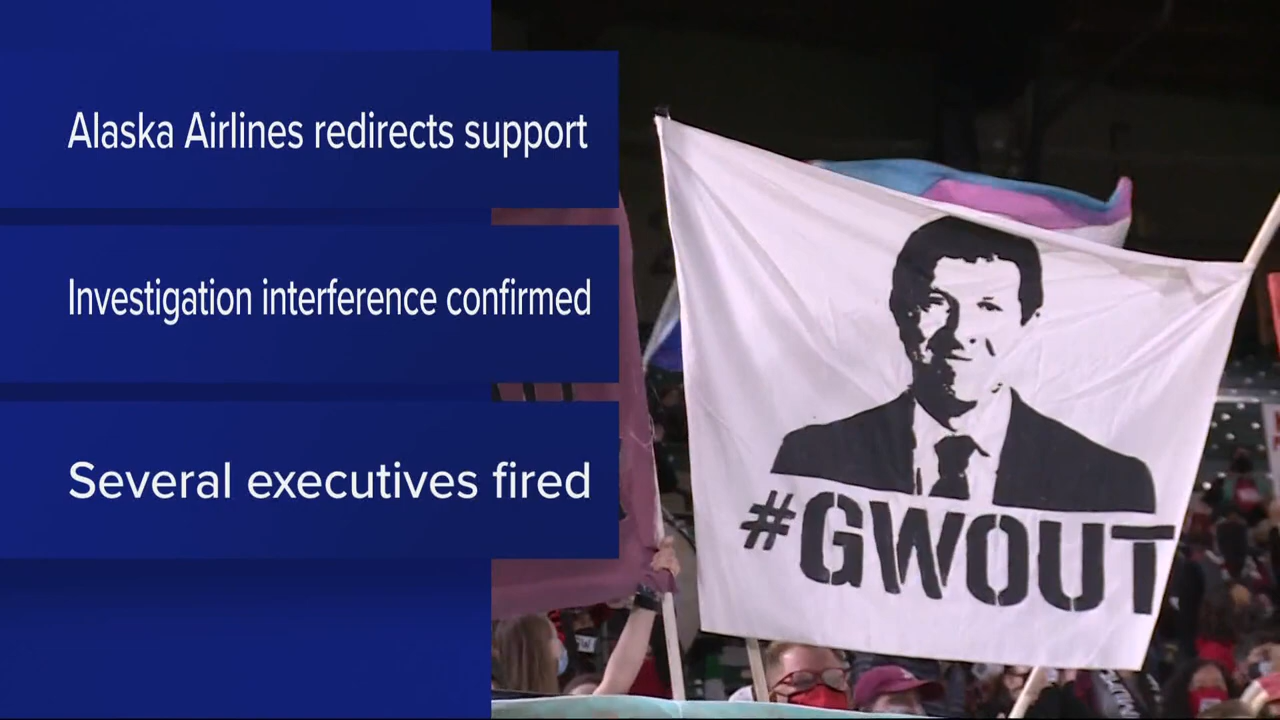 Alaska Airlines redirects support
Investigation interference confirmed
Several executives fired
#GWOUT